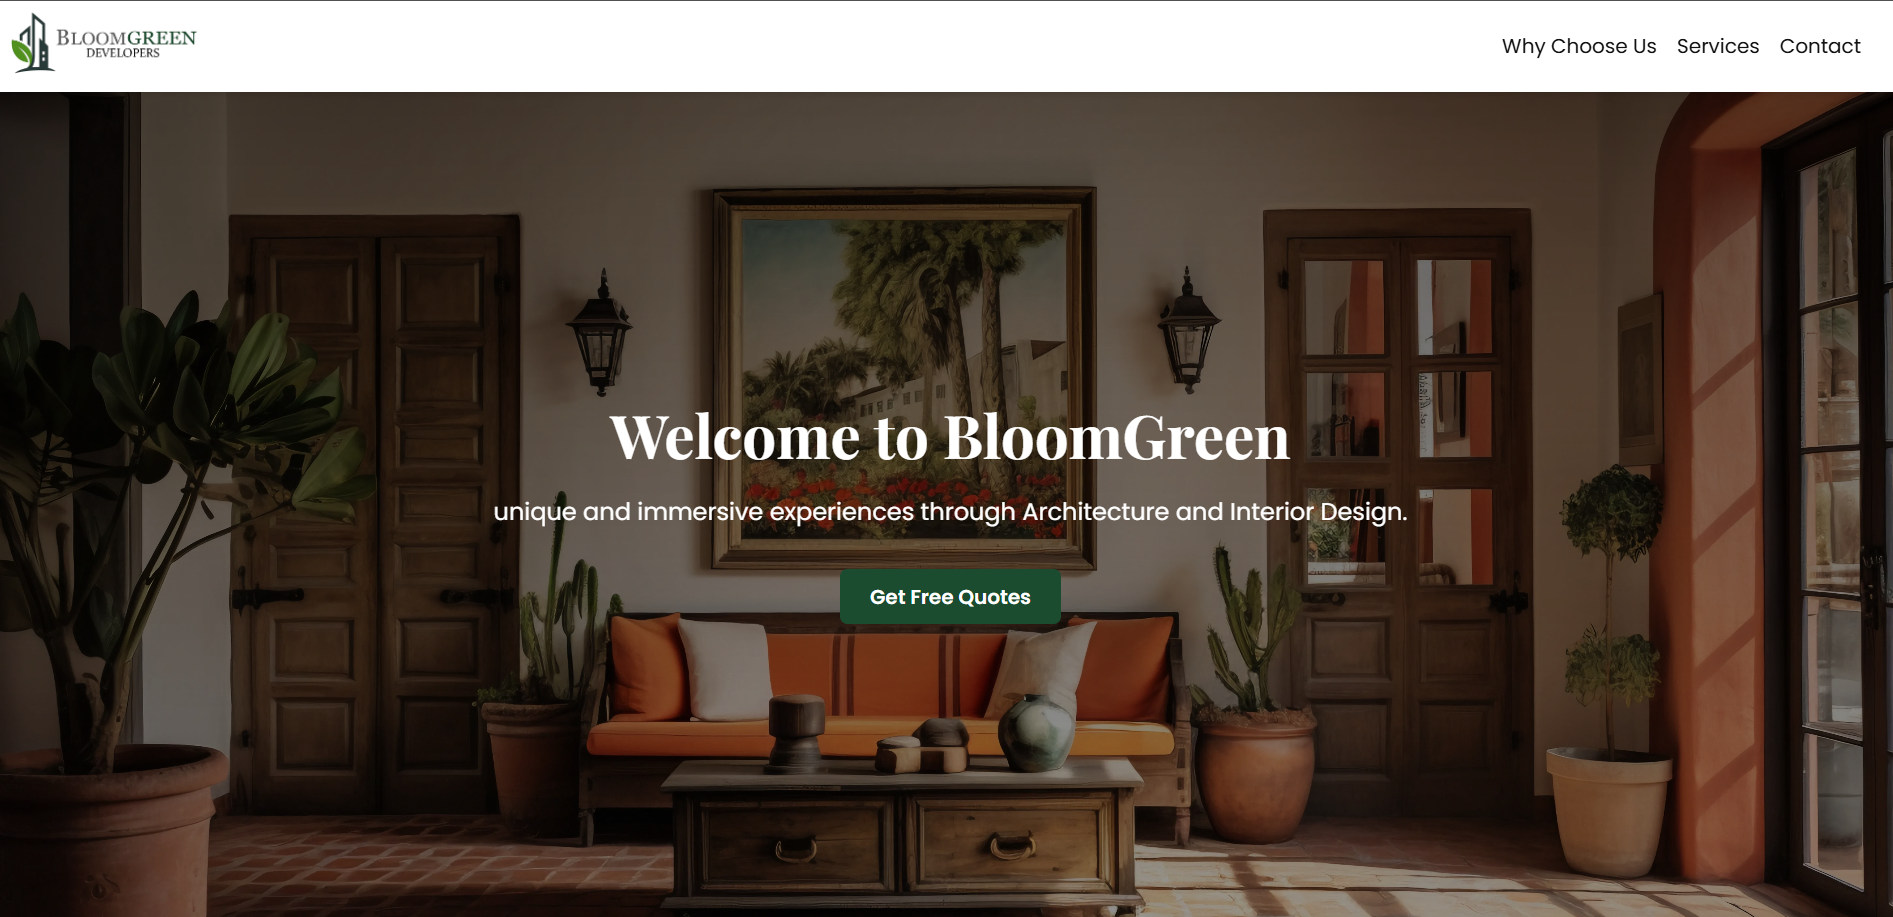 BLOOMGREEN
DEVELOPERS
Why Choose Us Services Contact
Welcome to BloomGreen
unique and immersive experiences through Architecture and Interior Design.
Get Free Quotes